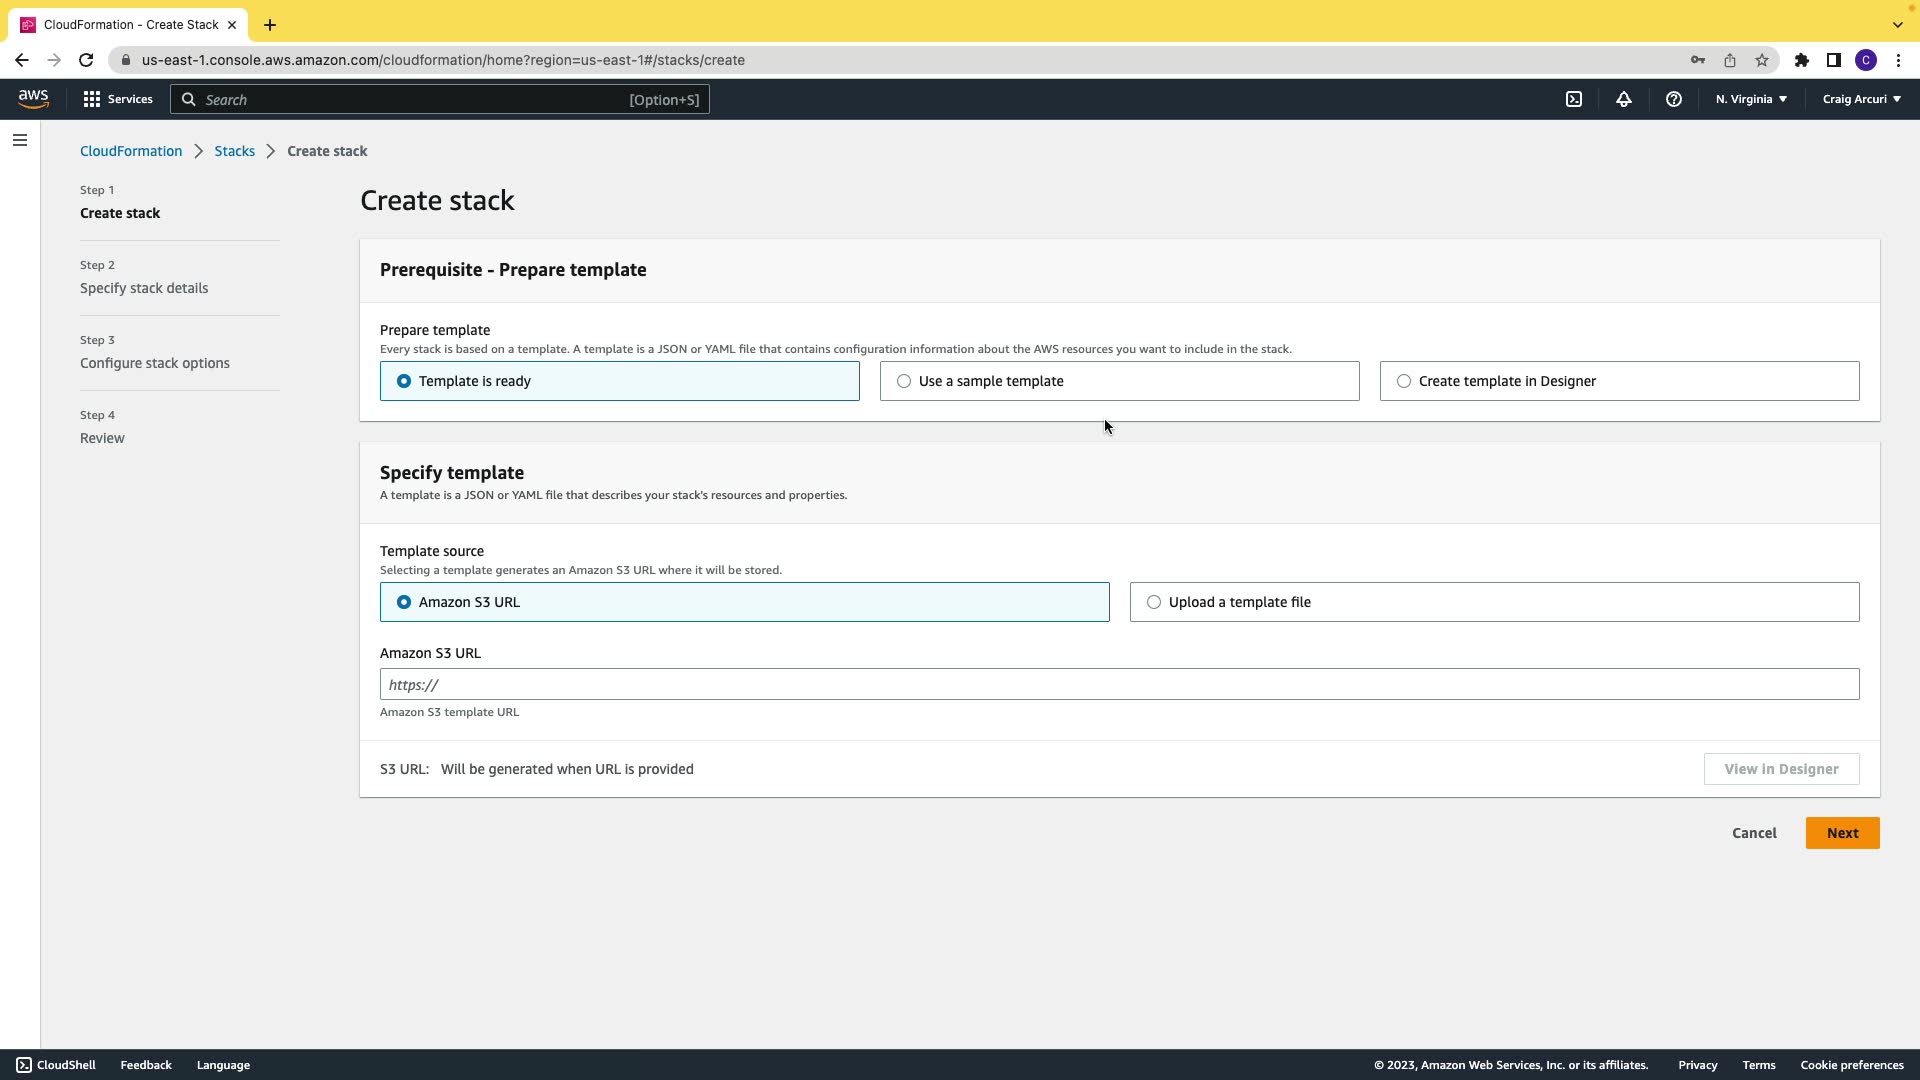 CloudFormation - Create Stack
us-east-1.console.aws.amazon.com/cloudformation/home?region=us-east-1#/stacks/create
C
aws
Services
Search
[Option+S]
N. Virginia
Craig Arcuri
CloudFormation
Stacks
Create stack
Step 1
Create stack
Step 2
Specify stack details
Step 3
Configure stack options
Step 4
Review
Create stack
Prerequisite - Prepare template
Prepare template
Every stack is based on a template. A template is a JSON or YAML file that contains configuration information about the AWS resources you want to include in the stack.
Template is ready
Use a sample template
Create template in Designer
Specify template
A template is a JSON or YAML file that describes your stack's resources and properties.
Template source
Selecting a template generates an Amazon S3 URL where it will be stored.
Amazon S3 URL
Upload a template file
Amazon S3 URL
https://
Amazon S3 template URL
S3 URL: Will be generated when URL is provided
View in Designer
Cancel
Next
CloudShell
Feedback
Language
© 2023, Amazon Web Services, Inc. or its affiliates.
Privacy
Terms
Cookie preferences